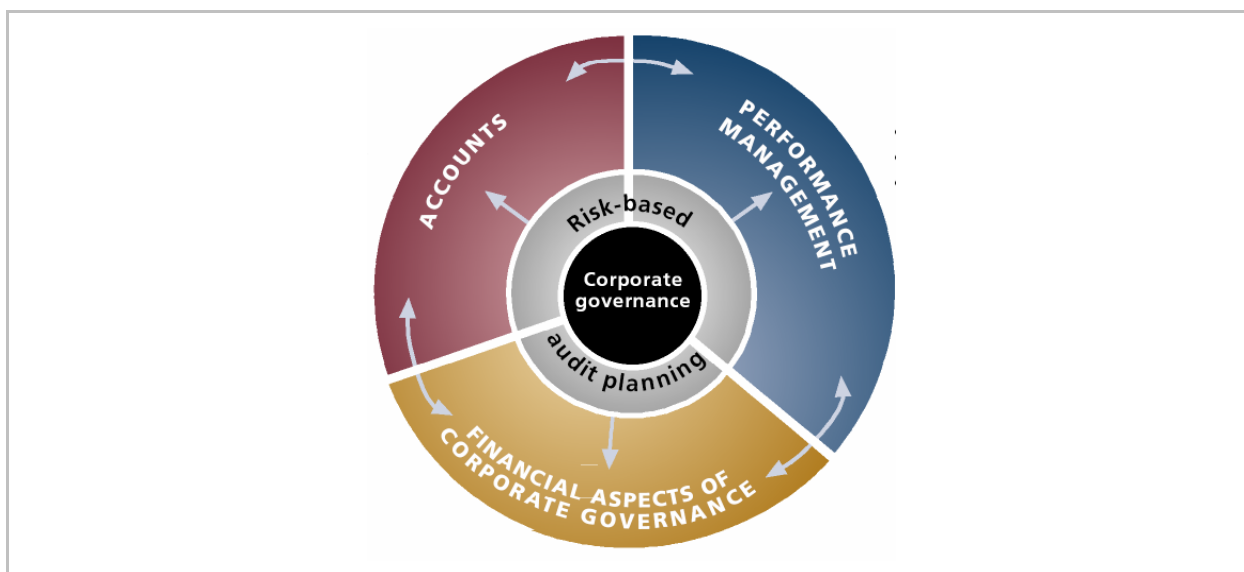 ACCOUNTS
PERFORMANCE
MANAGEMENT
Risk-based
Corporate
governance
audit planning
FINANCIAL ASPECTS OF
CORPORATE GOVERNANCE